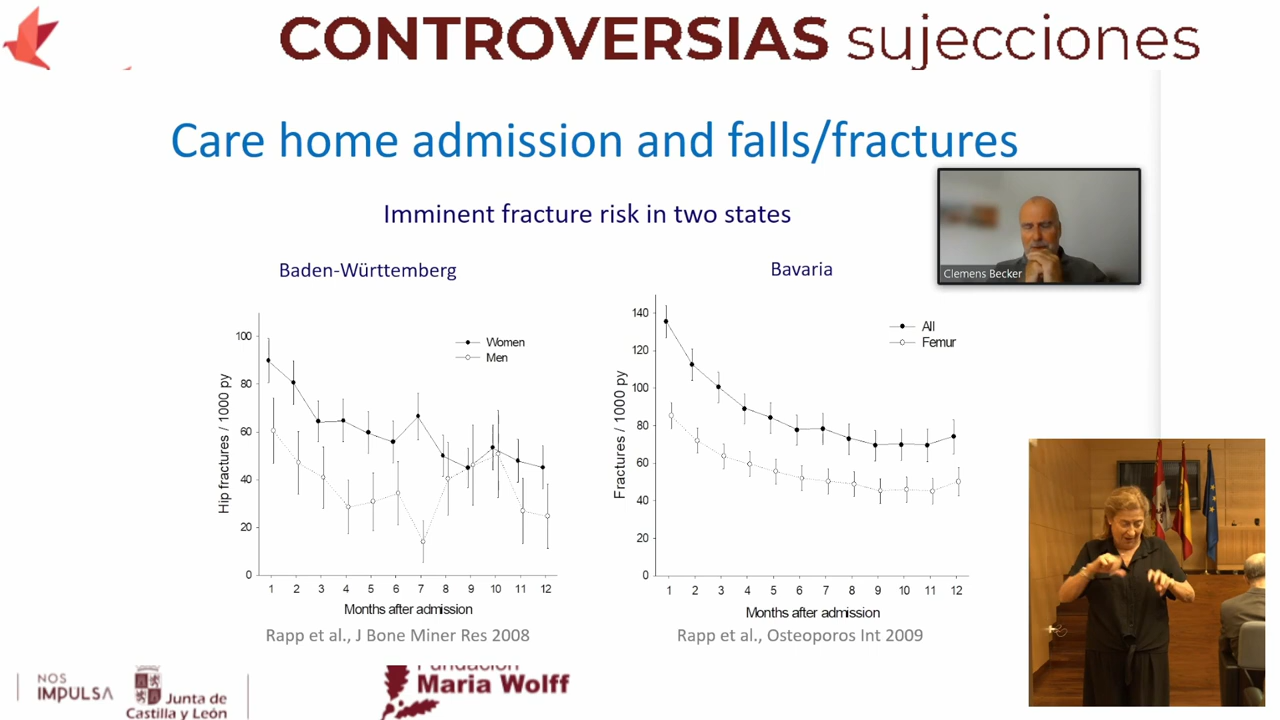 CONTROVERSIAS sujecciones
Care home admission and falls/fractures
Imminent fracture risk in two states
Clemens Becker
Baden-Württemberg
Hip fractures / 1000 py
100
80
60
40
20
0
Women
Men
1 2 3 4 5 6 7 8 9 10 11 12
Months after admission
Rapp et al., J Bone Miner Res 2008
Bavaria
Fractures / 1000 py
140
120
100
80
60
40
20
0
All
Femur
1 2 3 4 5 6 7 8 9 10 11 12
Months after admission
Rapp et al., Osteoporos Int 2009
NOS
IMPULSA
Junta de
Castilla y León
Fundación
Maria Wolff